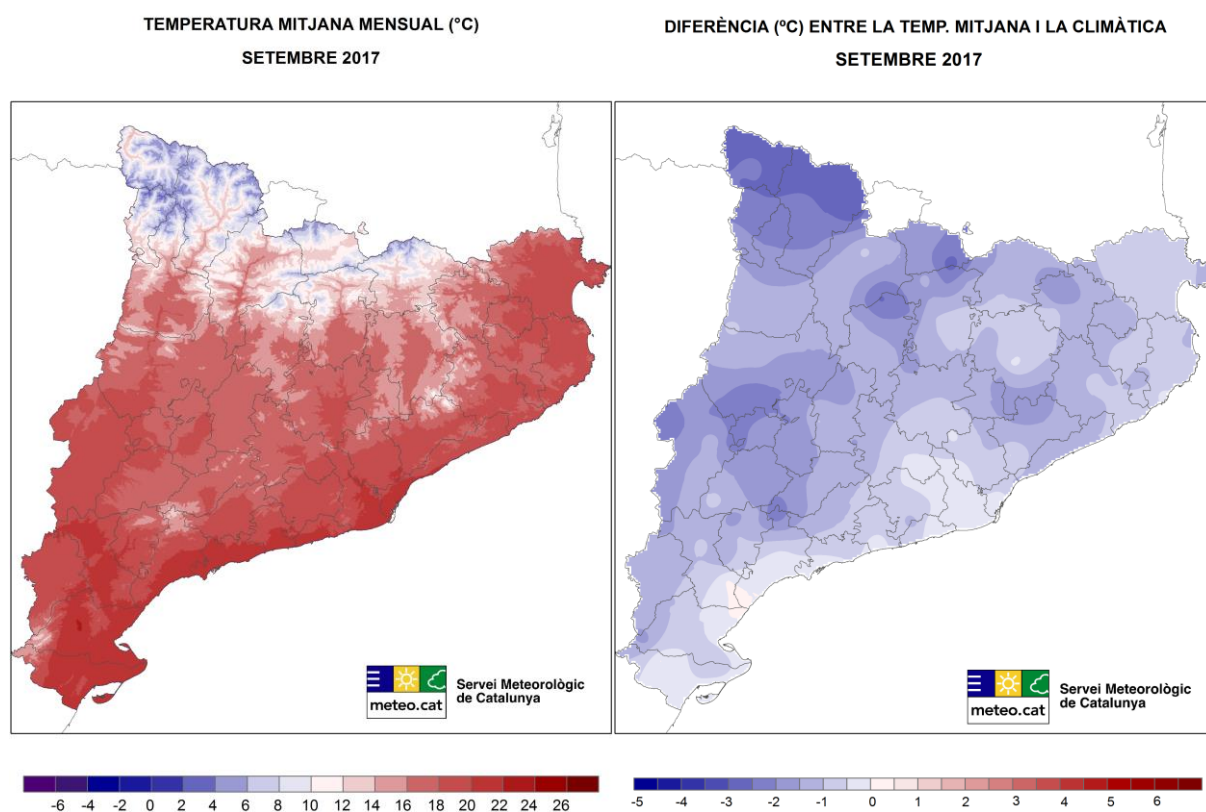 TEMPERATURA MITJANA MENSUAL (ºC)
SETEMBRE 2017
DIFERÈNCIA (ºC) ENTRE LA TEMP. MITJANA I LA CLIMÀTICA
SETEMBRE 2017
meteo.cat
Servei Meteorològic
de Catalunya
meteo.cat
Servei Meteorològic
de Catalunya
-6 -4 -2 0 2 4 6 8 10 12 14 16 18 20 22 24 26
-5 -4 -3 -2 -1 0 1 2 3 4 5 6